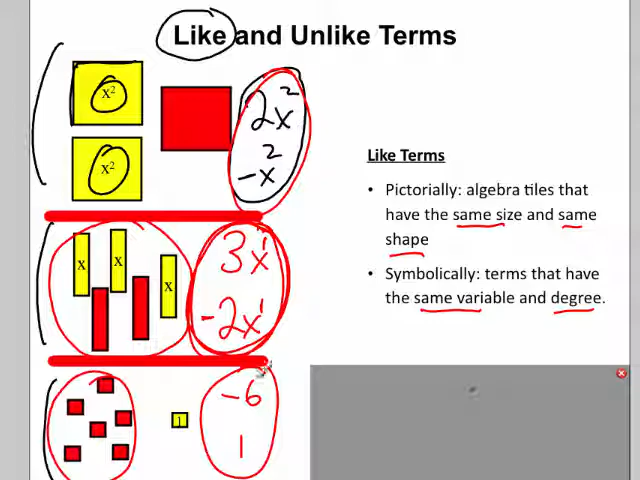 Like and Unlike Terms
x²
x²
2x²
-x²
Like Terms
• Pictorially: algebra tiles that
have the same size and same
shape
• Symbolically: terms that have
the same variable and degree.
x
x
x
3x¹
-2x¹
-6
1
1